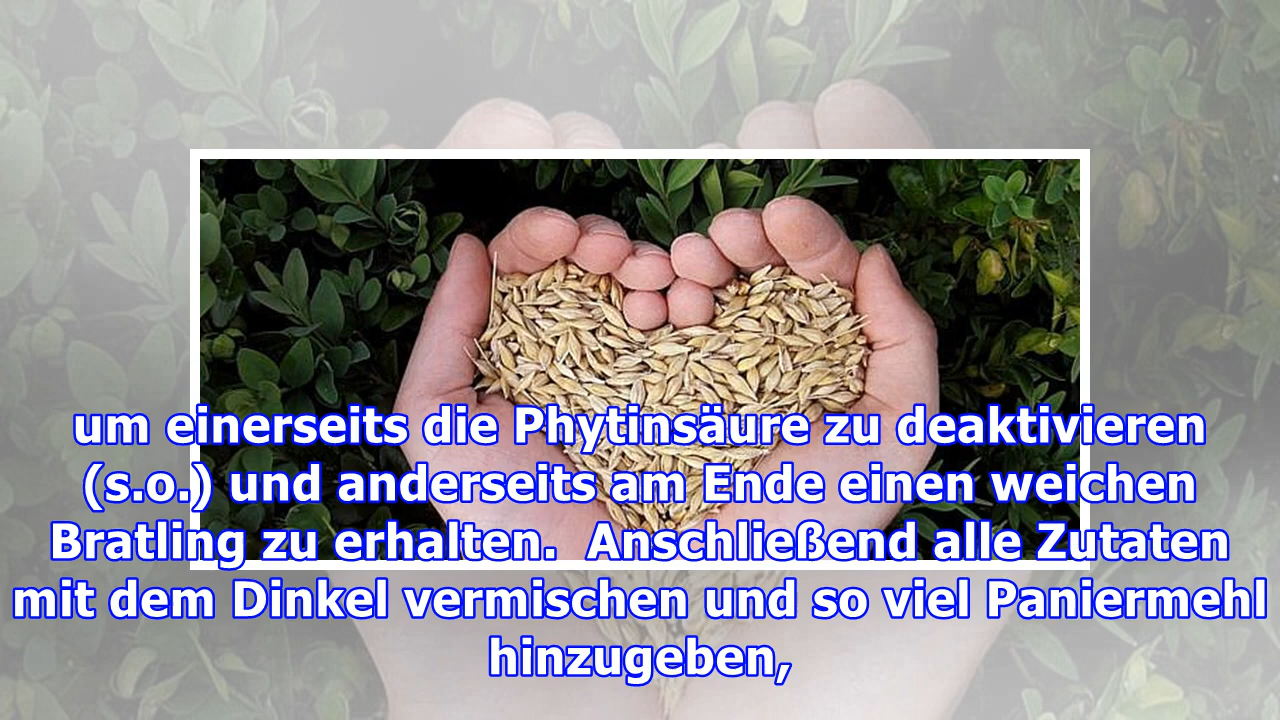 um einerseits die Phytinsäure zu deaktivieren
(s.o.) und anderseits am Ende einen weichen
Bratling zu erhalten.  Anschließend alle Zutaten
mit dem Dinkel vermischen und so viel Paniermehl
hinzugeben,